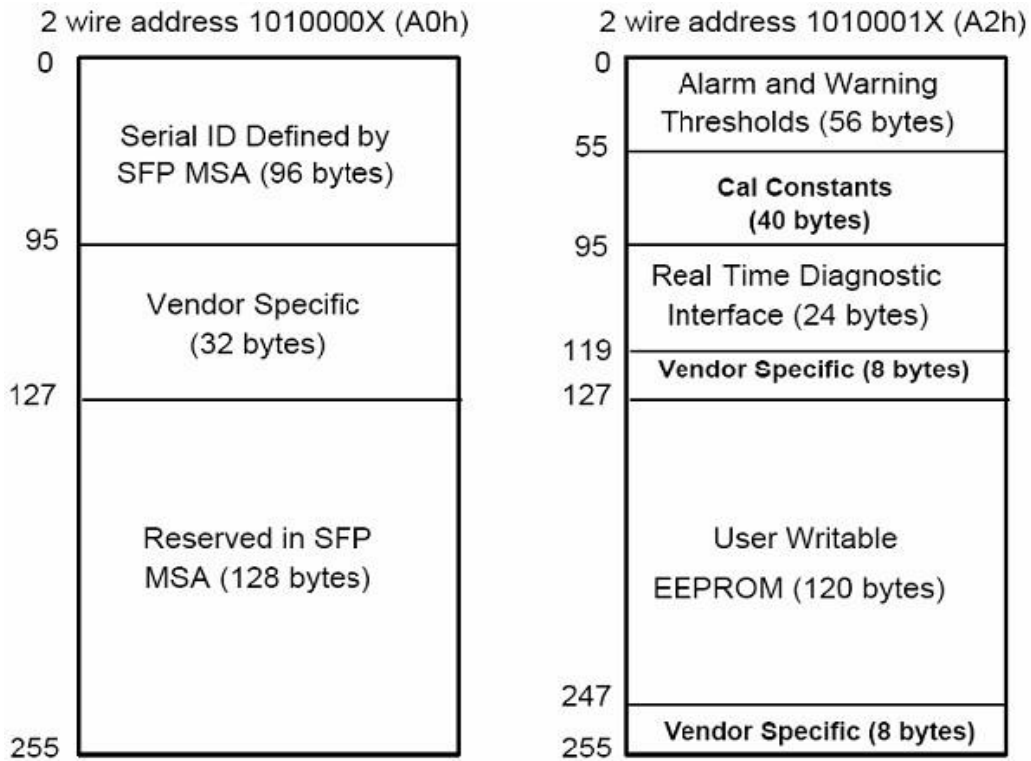 2 wire address 1010000X (A0h)
0
Serial ID Defined by
SFP MSA (96 bytes)
95
Vendor Specific
(32 bytes)
127
Reserved in SFP
MSA (128 bytes)
255
2 wire address 1010001X (A2h)
0
Alarm and Warning
Thresholds (56 bytes)
55
Cal Constants
(40 bytes)
95
Real Time Diagnostic
Interface (24 bytes)
119
Vendor Specific (8 bytes)
127
User Writable
EEPROM (120 bytes)
247
Vendor Specific (8 bytes)
255